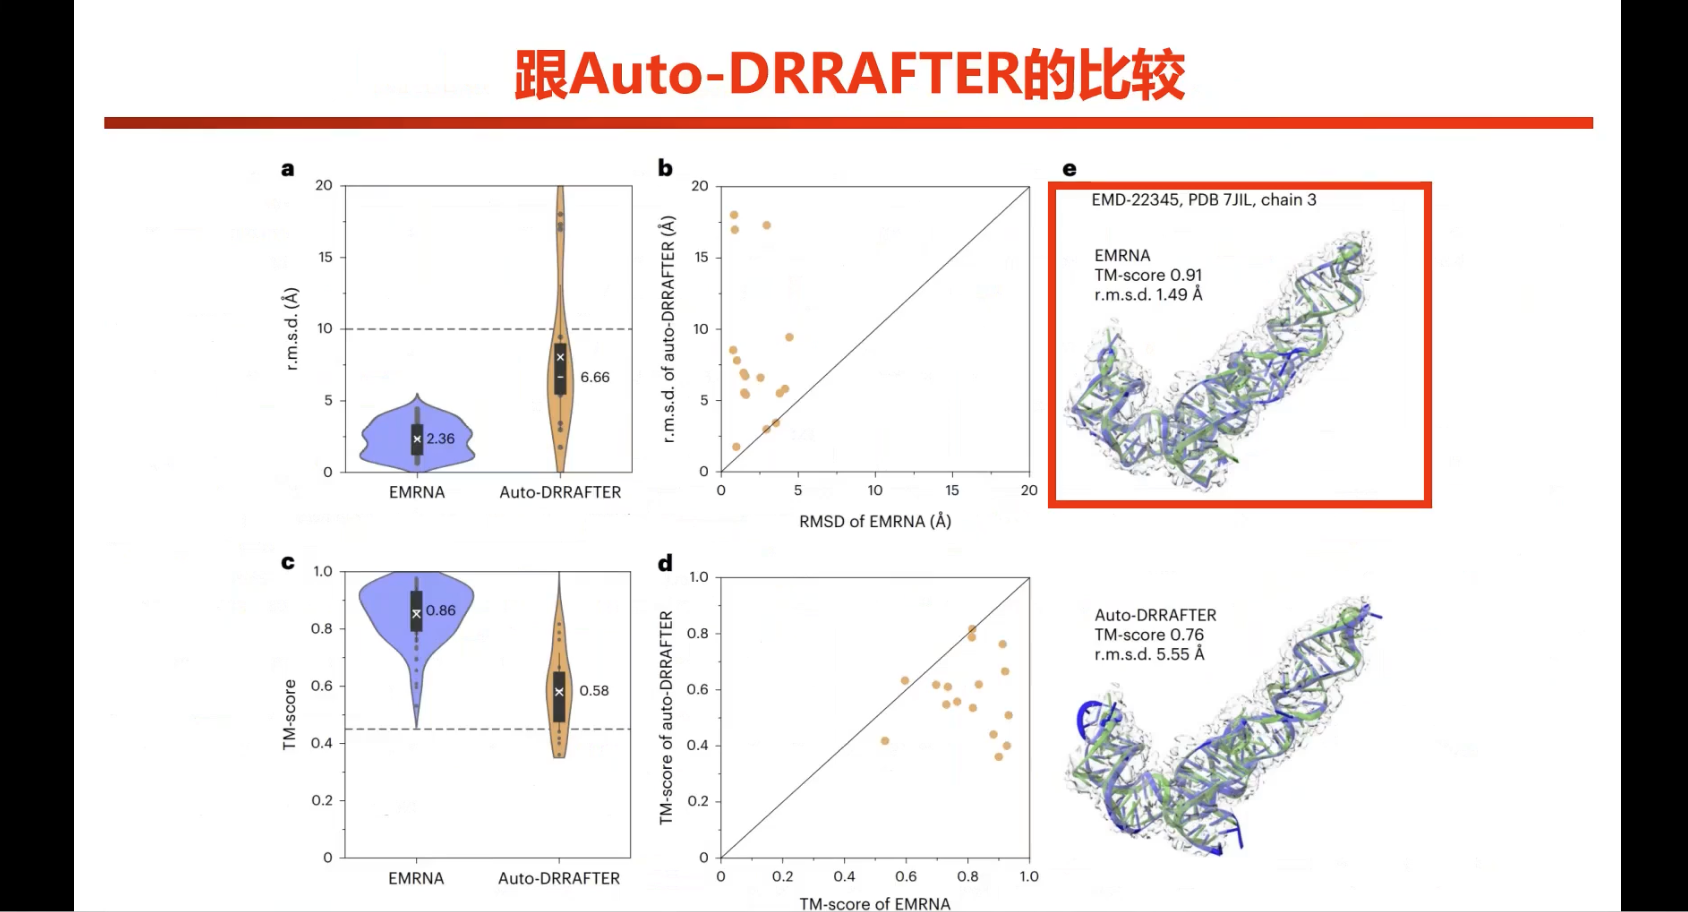 跟Auto-DRRAFTER的比较
a
20
15
10
5
0
r.m.s.d. (Å)
6.66
2.36
EMRNA
Auto-DRRAFTER
b
20
15
10
5
0
r.m.s.d. of auto-DRRAFTER (Å)
0
5
10
15
20
RMSD of EMRNA (Å)
e
EMD-22345, PDB 7JIL, chain 3
EMRNA
TM-score 0.91
r.m.s.d. 1.49 Å
c
1.0
0.8
0.6
0.4
0.2
0
TM-score
0.86
0.58
EMRNA
Auto-DRRAFTER
d
1.0
0.8
0.6
0.4
0.2
0
TM-score of auto-DRRAFTER
0
0.2
0.4
0.6
0.8
1.0
TM-score of EMRNA
Auto-DRRAFTER
TM-score 0.76
r.m.s.d. 5.55 Å